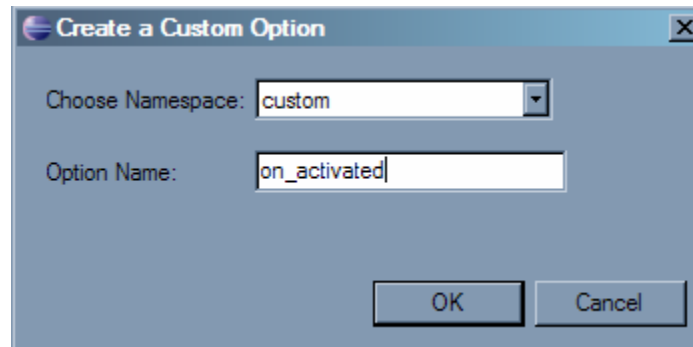 Create a Custom Option
Choose Namespace: custom
Option Name: on_activated
OK Cancel